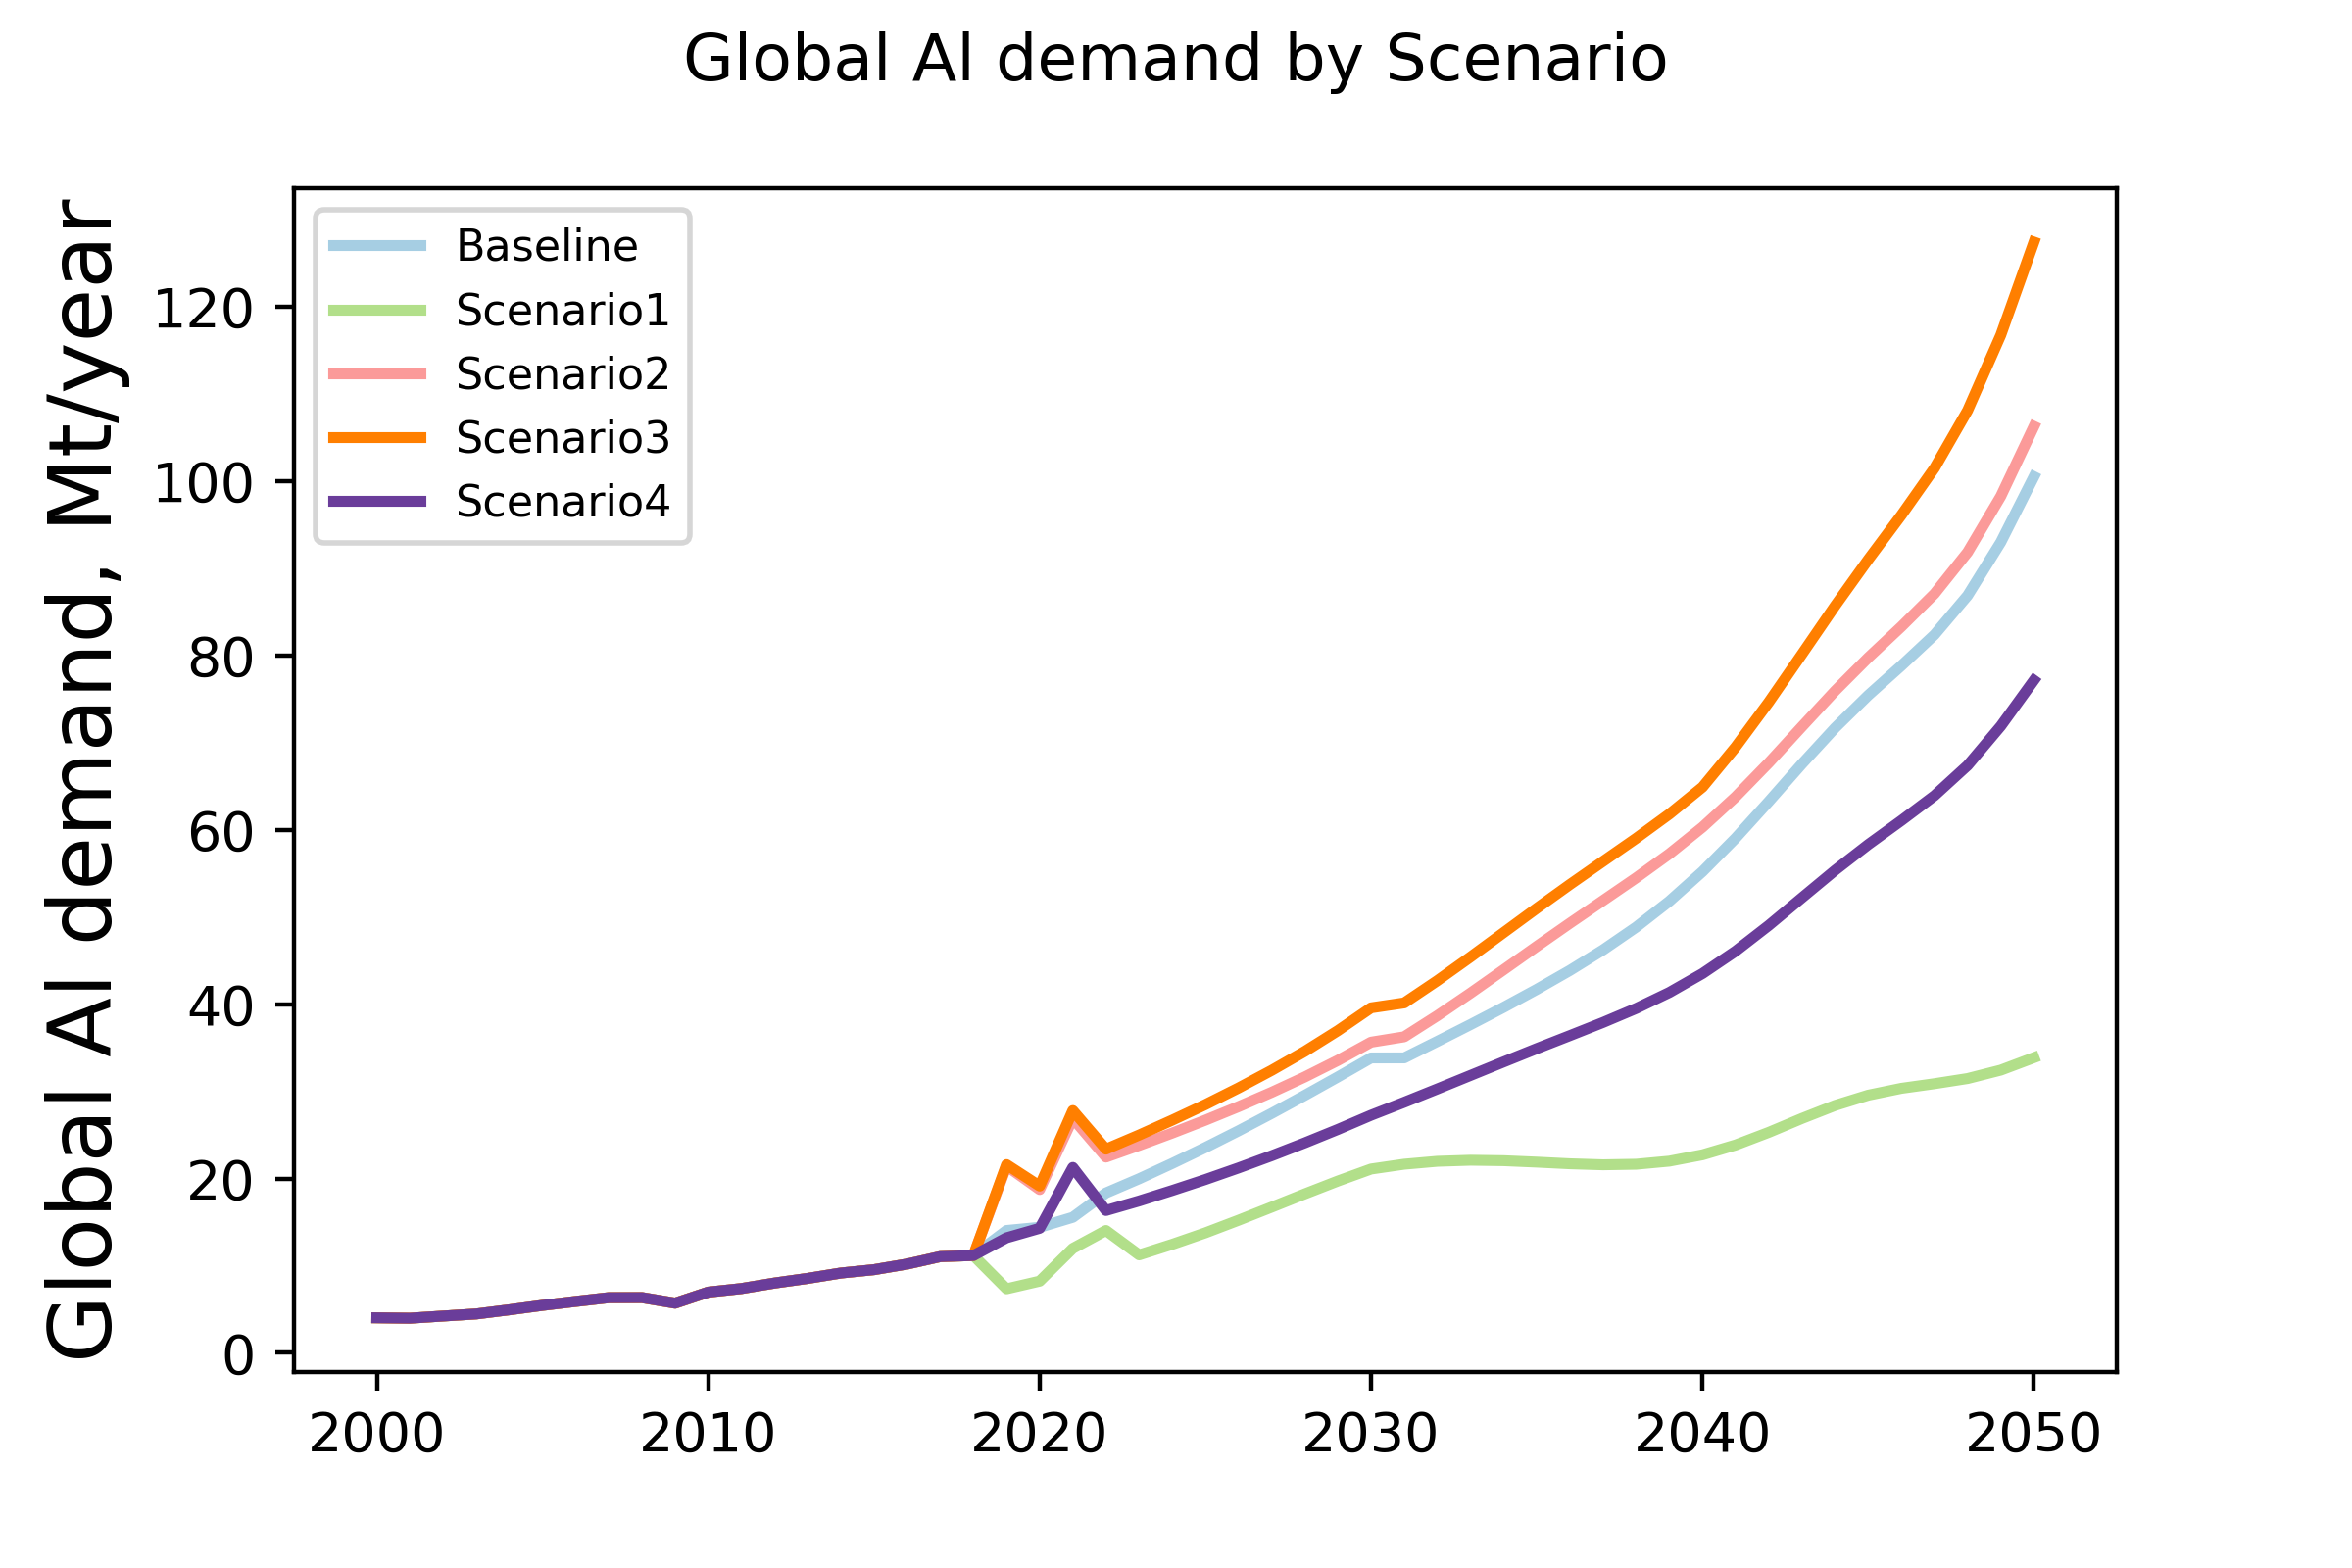 Global Al demand by Scenario
Global Al demand, Mt/year
120
100
80
60
40
20
0
Baseline
Scenario1
Scenario2
Scenario3
Scenario4
2000 2010 2020 2030 2040 2050